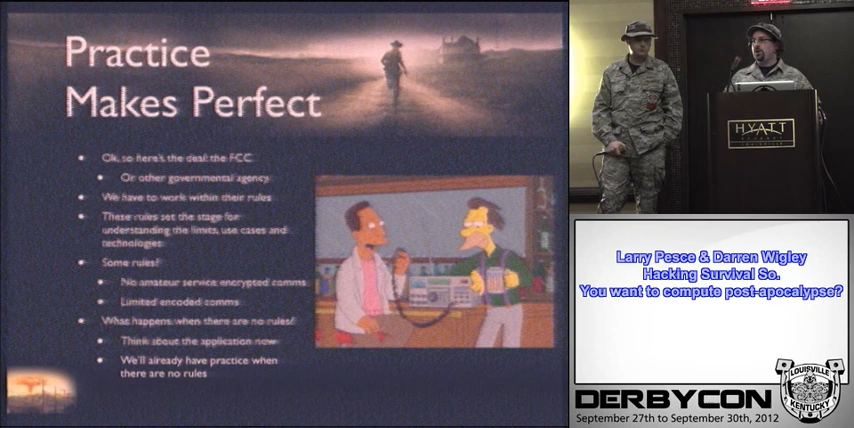 Practice
Makes Perfect
Ok, so here's the deal: the FCC
Or other governmental agency
We have to work within their rules
These rules set the stage for
understanding the limits, use cases and
technologies
Some rules?
No amateur service encrypted comms
Limited encoded comms
What happens when there are no rules?
Think about the application now
We'll already have practice when
there are no rules
HYATT
Larry Pesce & Darren Wigley
Hacking Survival So.
You want to compute post-apocalypse?
DERBYCON
September 27th to September 30th, 2012
LOUISVILLE
KENTUCKY